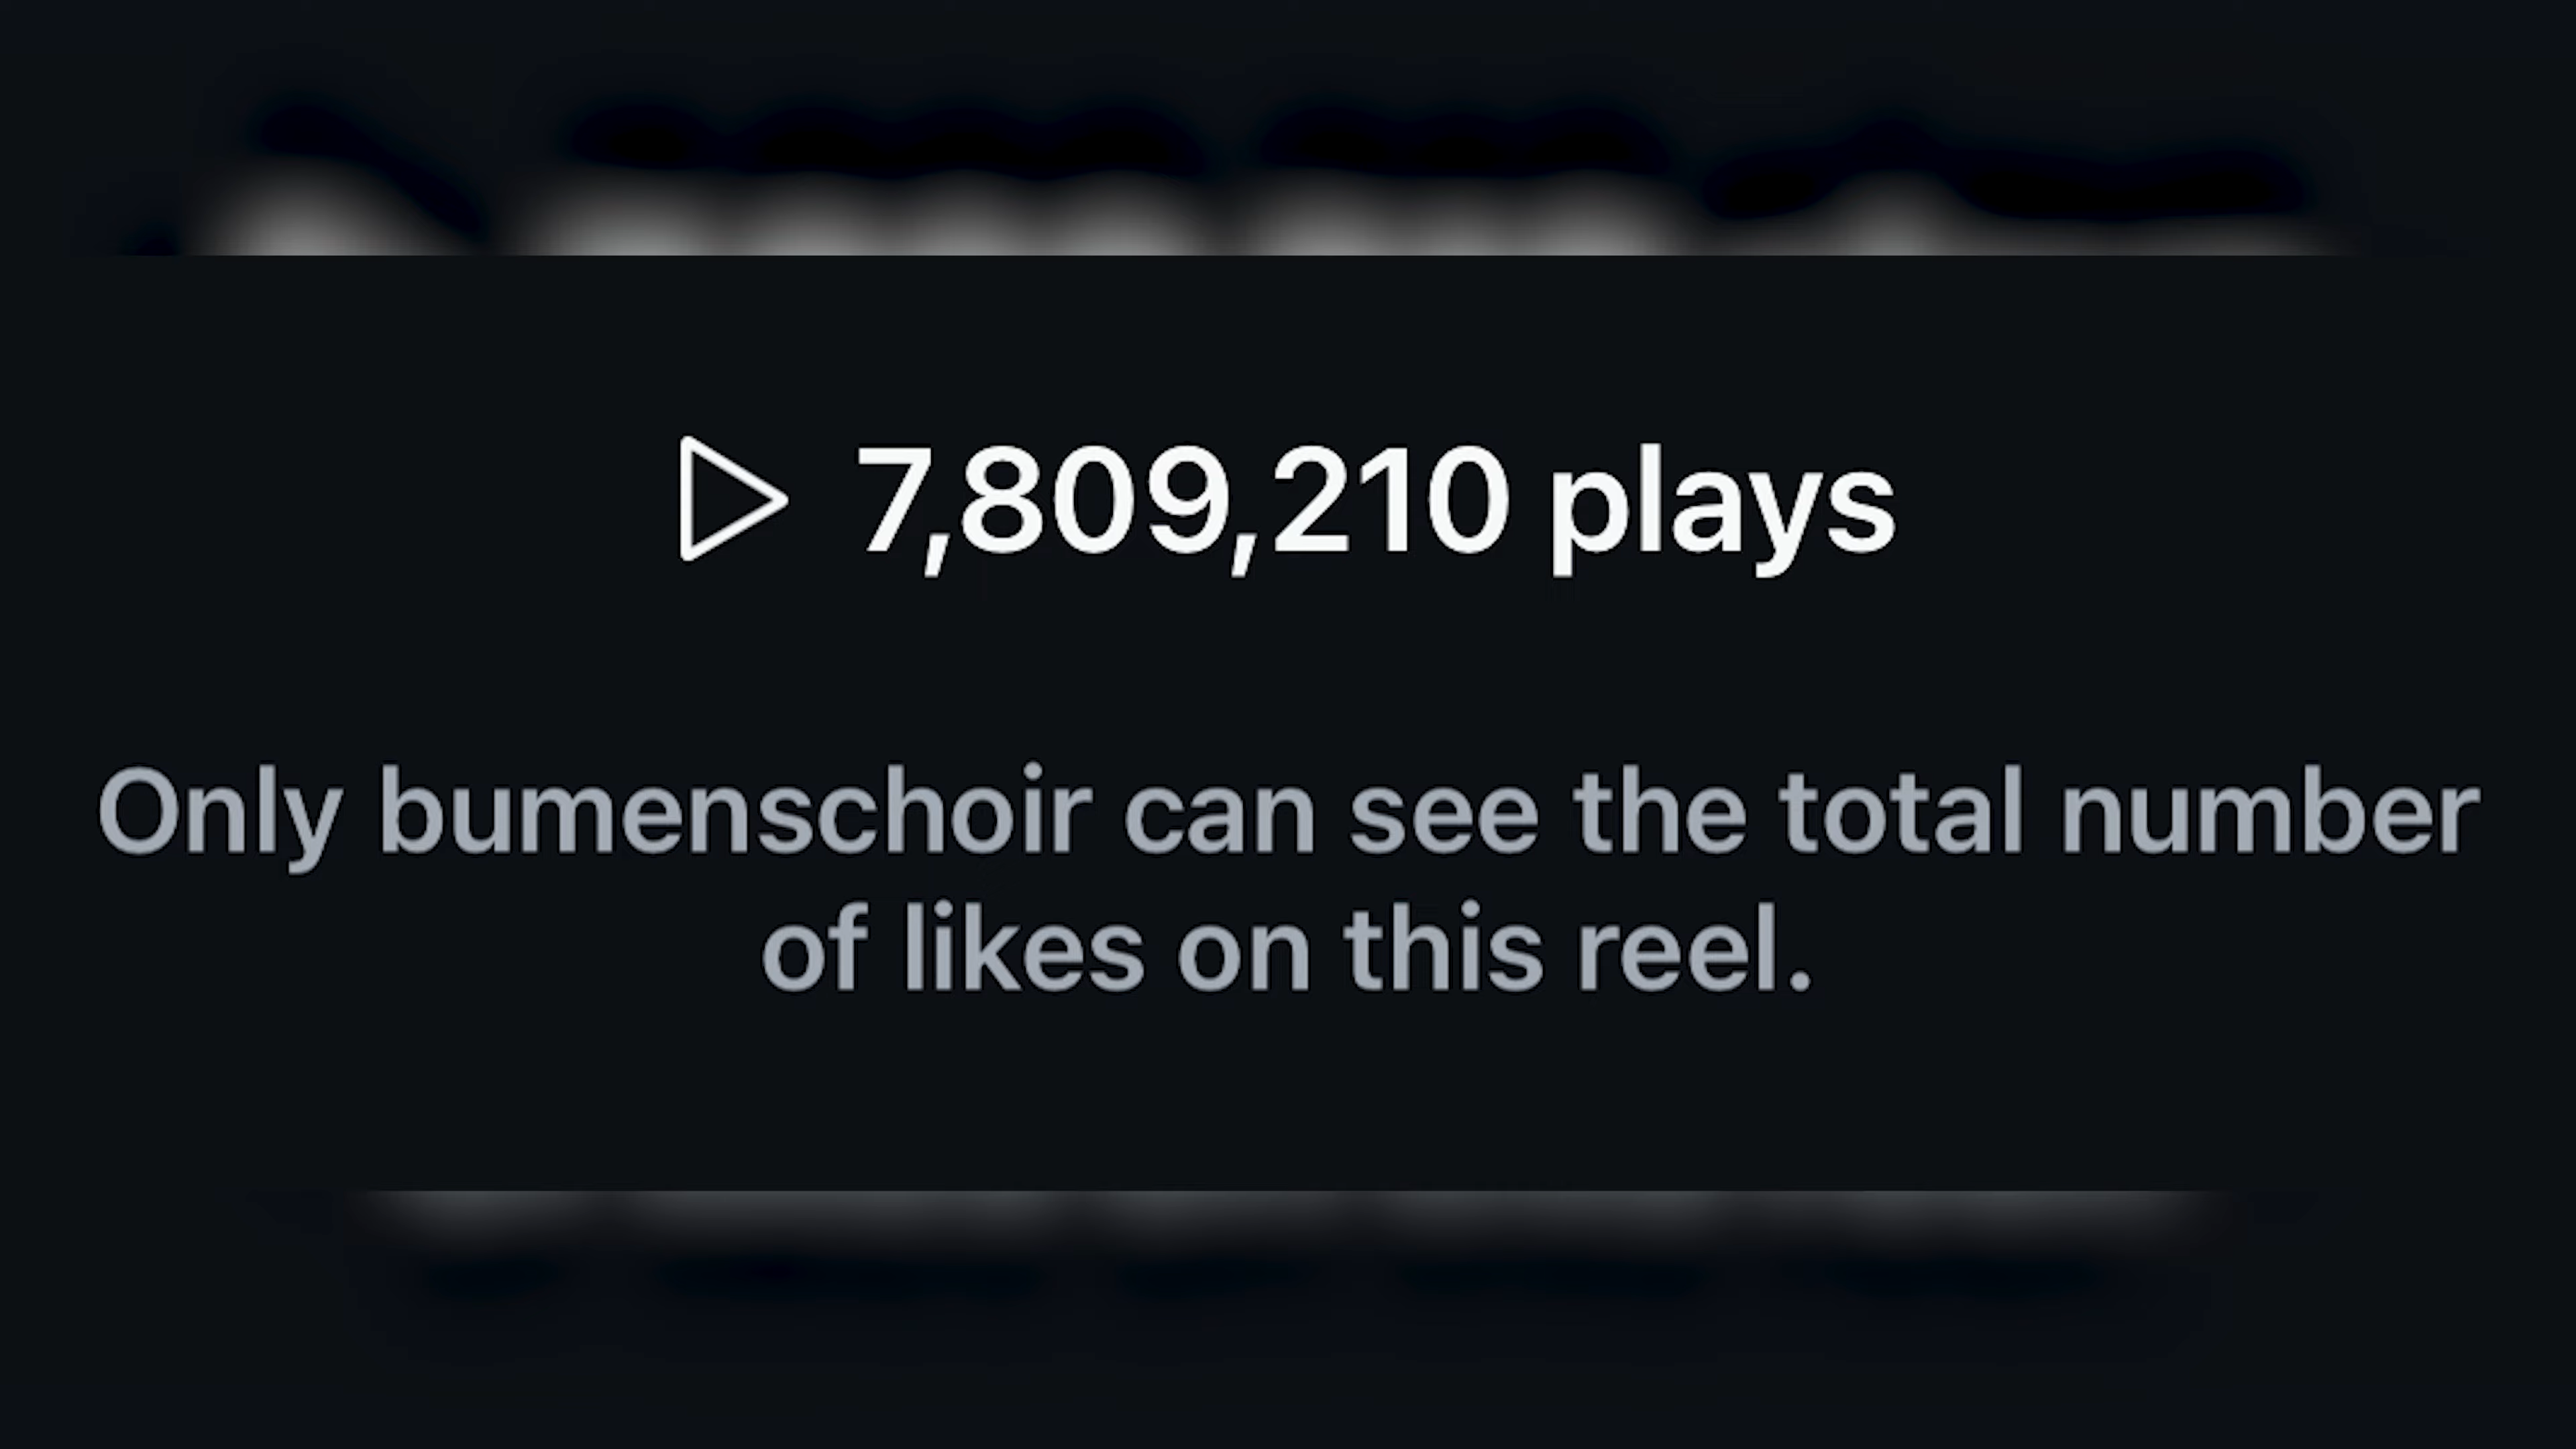 7,809,210 plays
Only bumenschoir can see the total number
of likes on this reel.